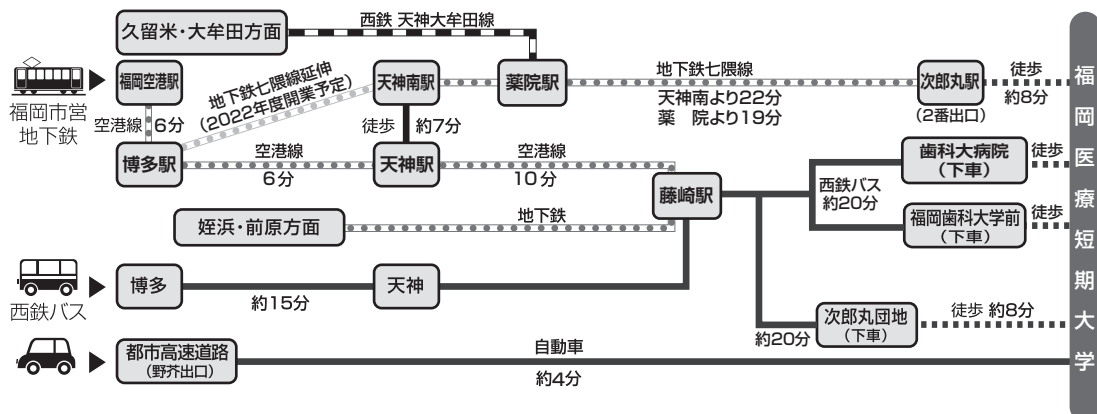 久留米・大牟田方面
西鉄 天神大牟田線
福岡市営
地下鉄
福岡空港駅
地下鉄七隈線延伸
（2022年度開業予定）
天神南駅
薬院駅
地下鉄七隈線
天神南より22分
薬　院より19分
次郎丸駅
（2番出口）
徒歩
約8分
空港線
6分
徒歩
約7分
博多駅
空港線
6分
天神駅
空港線
10分
藤崎駅
西鉄バス
約20分
歯科大病院
（下車）
徒歩
福岡歯科大学前
（下車）
徒歩
姪浜・前原方面
地下鉄
西鉄バス
博多
約15分
天神
約20分
次郎丸団地
（下車）
徒歩 約8分
都市高速道路
（野芥出口）
自動車
約4分
福岡医療短期大学